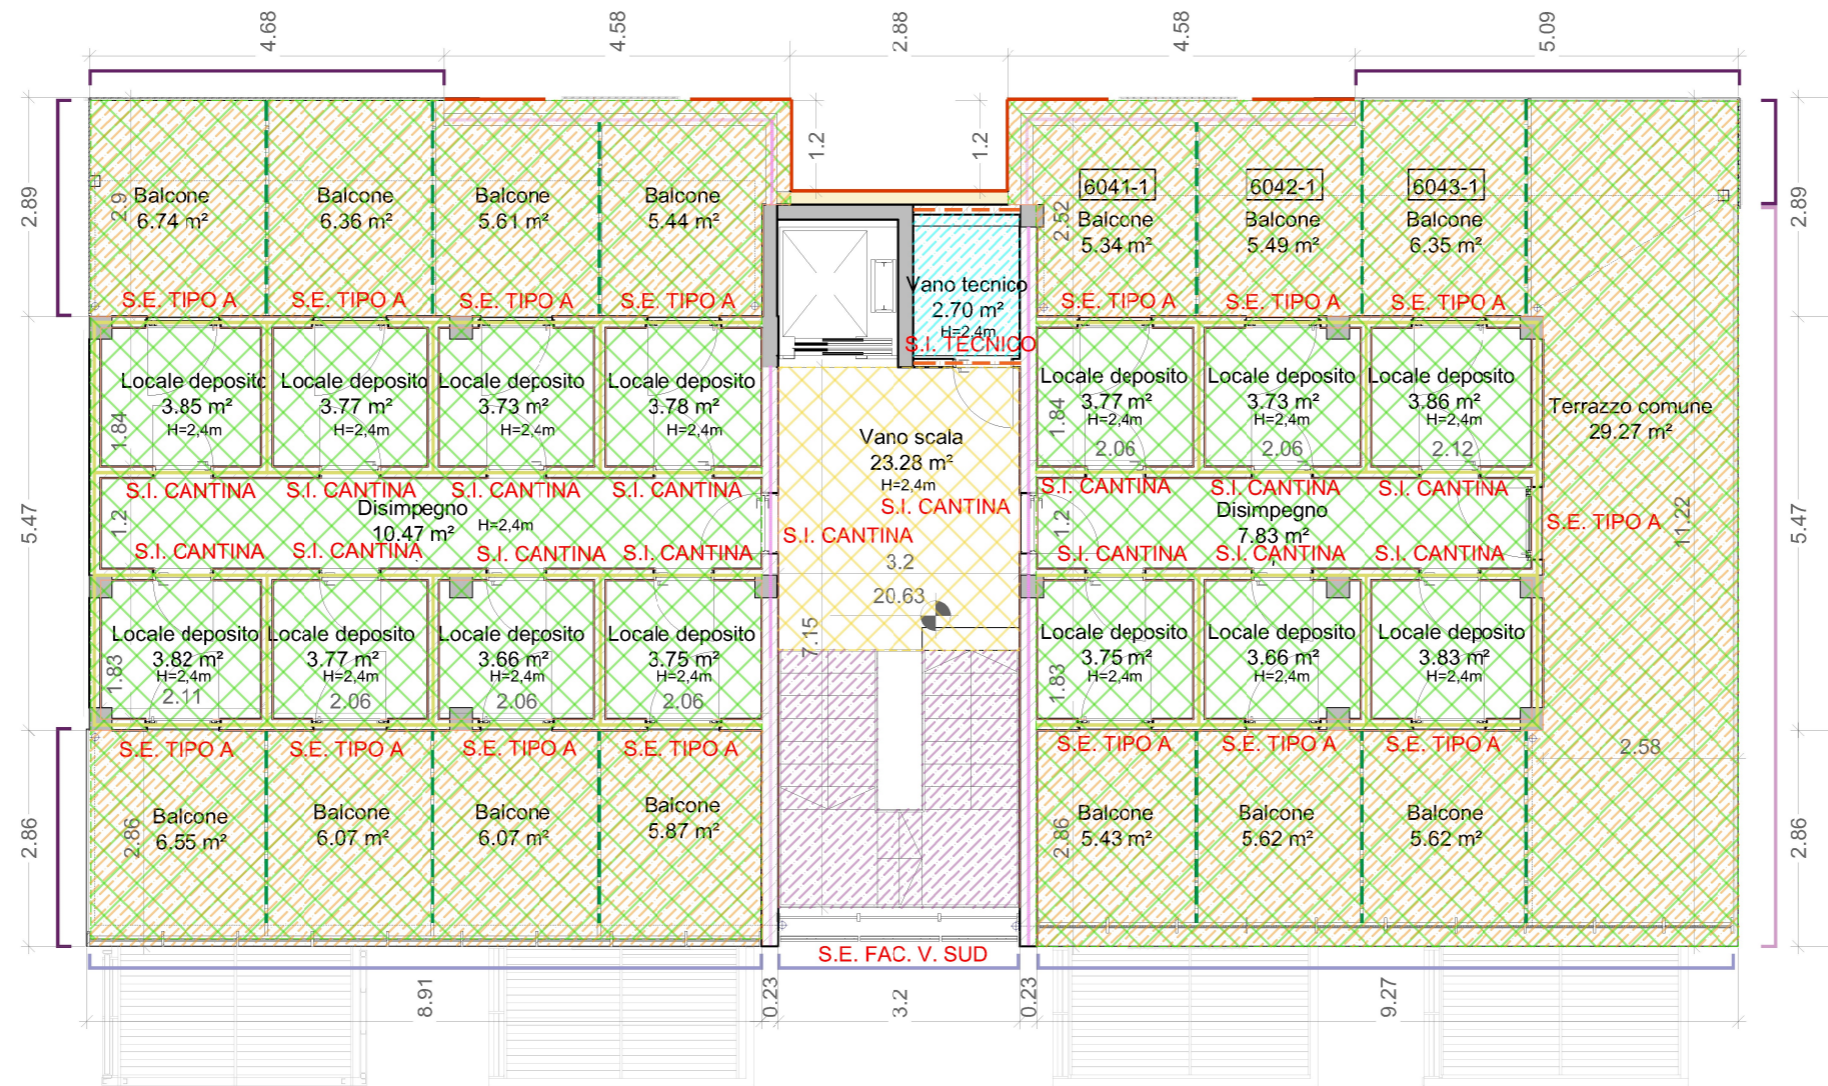 4.68
4.58
2.88
4.58
5.09
1.2
1.2
2.89
2.9
Balcone
6.74 m²
Balcone
6.36 m²
Balcone
5.61 m²
Balcone
5.44 m²
2.52
6041-1
Balcone
5.34 m²
6042-1
Balcone
5.49 m²
6043-1
Balcone
6.35 m²
2.89
S.E. TIPO A
S.E. TIPO A
S.E. TIPO A
S.E. TIPO A
Vano tecnico
2.70 m²
H=2,4m
S.I. TECNICO
S.E. TIPO A
S.E. TIPO A
S.E. TIPO A
Locale deposito
3.85 m²
H=2,4m
1.84
Locale deposito
3.77 m²
H=2,4m
Locale deposito
3.73 m²
H=2,4m
Locale deposito
3.78 m²
H=2,4m
Vano scala
23.28 m²
H=2,4m
S.I. CANTINA
S.I. CANTINA
Locale deposito
3.77 m²
H=2,4m
1.84
2.06
Locale deposito
3.73 m²
H=2,4m
2.06
Locale deposito
3.86 m²
H=2,4m
2.12
Terrazzo comune
29.27 m²
S.I. CANTINA
S.I. CANTINA
S.I. CANTINA
S.I. CANTINA
S.I. CANTINA
S.I. CANTINA
S.I. CANTINA
5.47
1.2
Disimpegno
10.47 m²
H=2,4m
1.2
Disimpegno
7.83 m²
S.E. TIPO A
11.22
5.47
S.I. CANTINA
S.I. CANTINA
S.I. CANTINA
S.I. CANTINA
S.I. CANTINA
S.I. CANTINA
S.I. CANTINA
3.2
20.63
7.15
Locale deposito
3.82 m²
H=2,4m
1.83
2.11
Locale deposito
3.77 m²
H=2,4m
2.06
Locale deposito
3.66 m²
H=2,4m
2.06
Locale deposito
3.75 m²
H=2,4m
2.06
Locale deposito
3.75 m²
H=2,4m
1.83
Locale deposito
3.66 m²
H=2,4m
Locale deposito
3.83 m²
H=2,4m
S.E. TIPO A
S.E. TIPO A
S.E. TIPO A
S.E. TIPO A
S.E. TIPO A
S.E. TIPO A
S.E. TIPO A
2.58
2.86
Balcone
6.55 m²
2.86
Balcone
6.07 m²
Balcone
6.07 m²
Balcone
5.87 m²
2.86
Balcone
5.43 m²
Balcone
5.62 m²
Balcone
5.62 m²
2.86
S.E. FAC. V. SUD
8.91
0.23
3.2
0.23
9.27